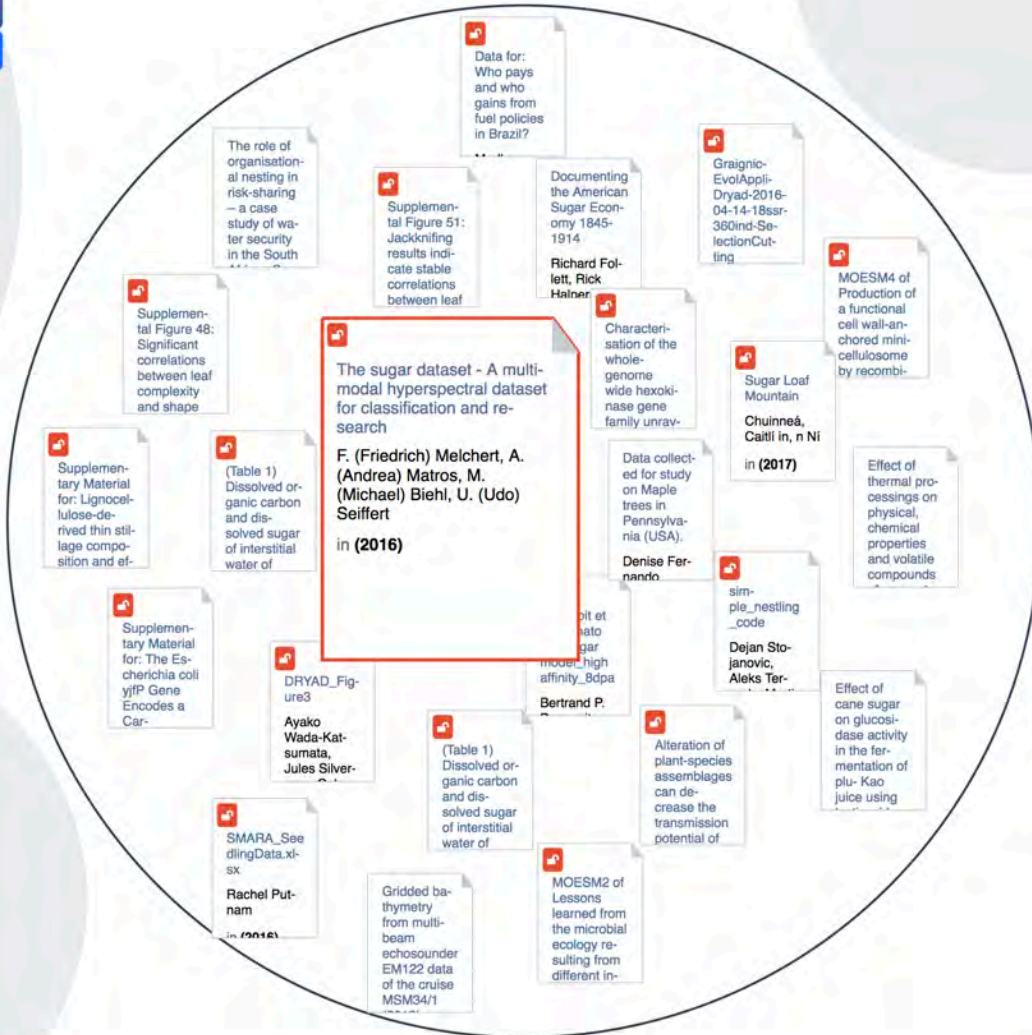 Data for:
Who pays
and who
gains from
fuel policies
in Brazil?
The role of
organisation-
al nesting in
risk-sharing
– a case
study of wa-
ter security
in the South
Supplemen-
tal Figure 51:
Jackknifing
results indi-
cate stable
correlations
between leaf
Documenting
the American
Sugar Econ-
omy 1845-
1914
Richard Fol-
lett, Rick
Halpern
Graignic-
EvolAppli-
Dryad-2016-
04-14-18ssr-
360ind-Se-
lectionCut-
ting
MOESM4 of
Production of
a functional
cell wall-an-
chored mini-
cellulosome
by recombi-
Supplemen-
tal Figure 48:
Significant
correlations
between leaf
complexity
and shape
The sugar dataset - A multi-
modal hyperspectral dataset
for classification and re-
search
F. (Friedrich) Melchert, A.
(Andrea) Matros, M.
(Michael) Biehl, U. (Udo)
Seiffert
in (2016)
Characteri-
sation of the
whole-
genome
wide hexoki-
nase gene
family unrav-
Sugar Loaf
Mountain
Chuinneá,
Caitlí in, n Ní
in (2017)
Supplemen-
tary Material
for: Lignocel-
lulose-de-
rived thin stil-
lage compo-
sition and ef-
(Table 1)
Dissolved or-
ganic carbon
and dis-
solved sugar
of interstitial
water of
Data collect-
ed for study
on Maple
trees in
Pennsylva-
nia (USA).
Denise Fer-
nando
Effect of
thermal pro-
cessings on
physical,
chemical
properties
and volatile
compounds
sim-
ple_nestling
_code
Dejan Sto-
janovic,
Aleks Ter-
Supplemen-
tary Material
for: The Es-
cherichia coli
yjfP Gene
Encodes a
Car-
DRYAD_Fig-
ure3
Ayako
Wada-Kat-
sumata,
Jules Silver-
model_high
affinity_8dpa
Bertrand P.
Effect of
cane sugar
on glucosi-
dase activity
in the fer-
mentation of
plu- Kao
juice using
(Table 1)
Dissolved or-
ganic carbon
and dis-
solved sugar
of interstitial
water of
Alteration of
plant-species
assemblages
can de-
crease the
transmission
potential of
SMARA_See
dlingData.xl-
sx
Rachel Put-
nam
in (2016)
MOESM2 of
Lessons
learned from
the microbial
ecology re-
sulting from
different in-
Gridded ba-
thymetry
from multi-
beam
echosounder
EM122 data
of the cruise
MSM34/1